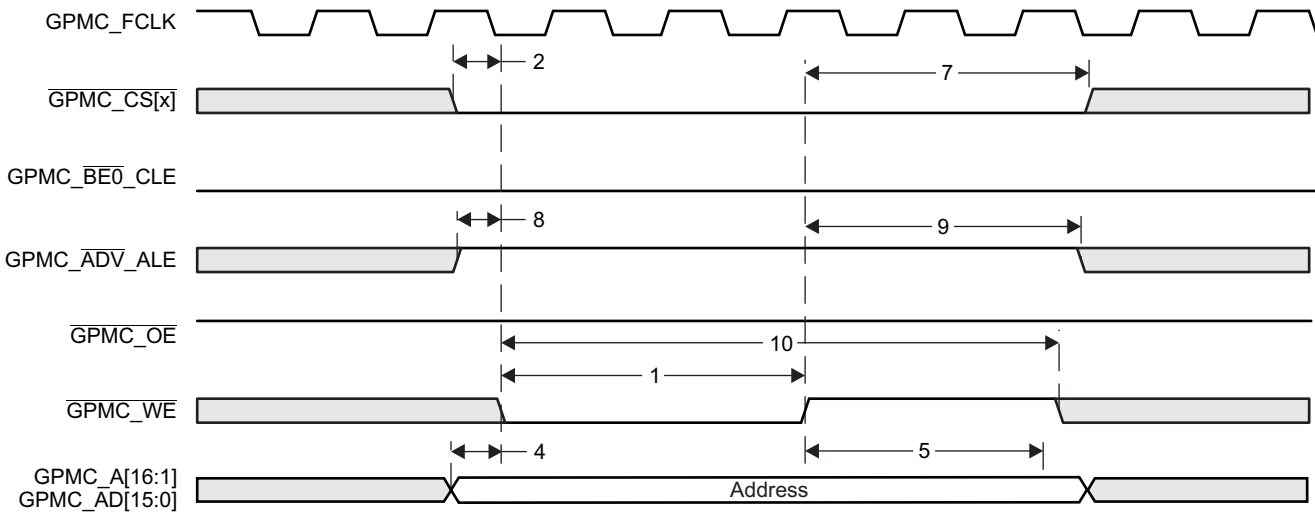 GPMC_FCLK
2
7
GPMC_CS[x]
GPMC_BE0_CLE
8
9
GPMC_ADV_ALE
GPMC_OE
10
1
GPMC_WE
4
5
GPMC_A[16:1]
GPMC_AD[15:0]
Address